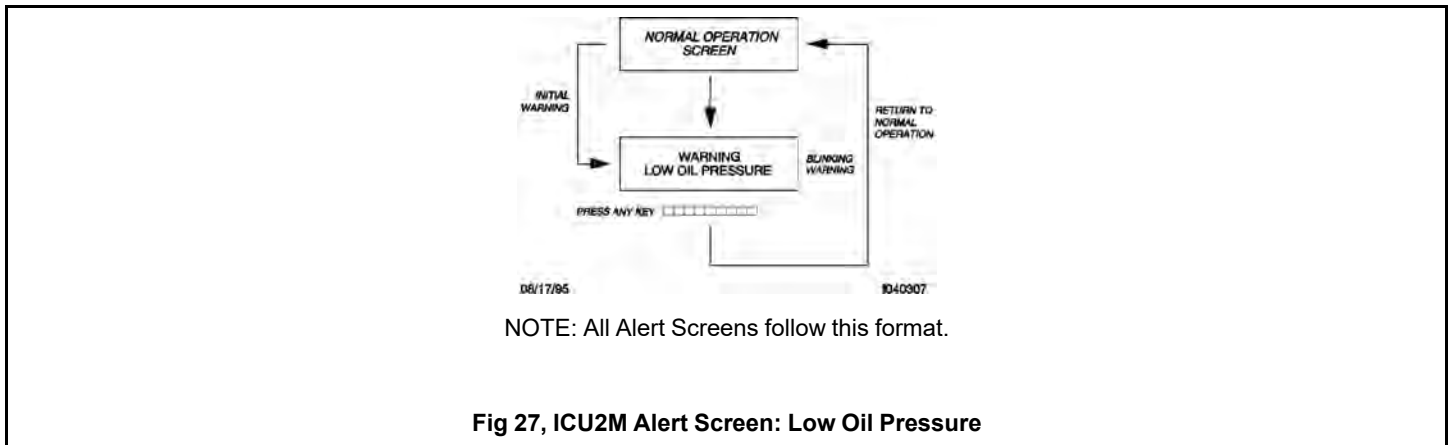 NORMAL OPERATION
SCREEN
INITIAL
WARNING
RETURN TO
NORMAL
OPERATION
WARNING
LOW OIL PRESSURE
BLINKING
WARNING
PRESS ANY KEY
08/17/95
f040307
NOTE: All Alert Screens follow this format.
Fig 27, ICU2M Alert Screen: Low Oil Pressure